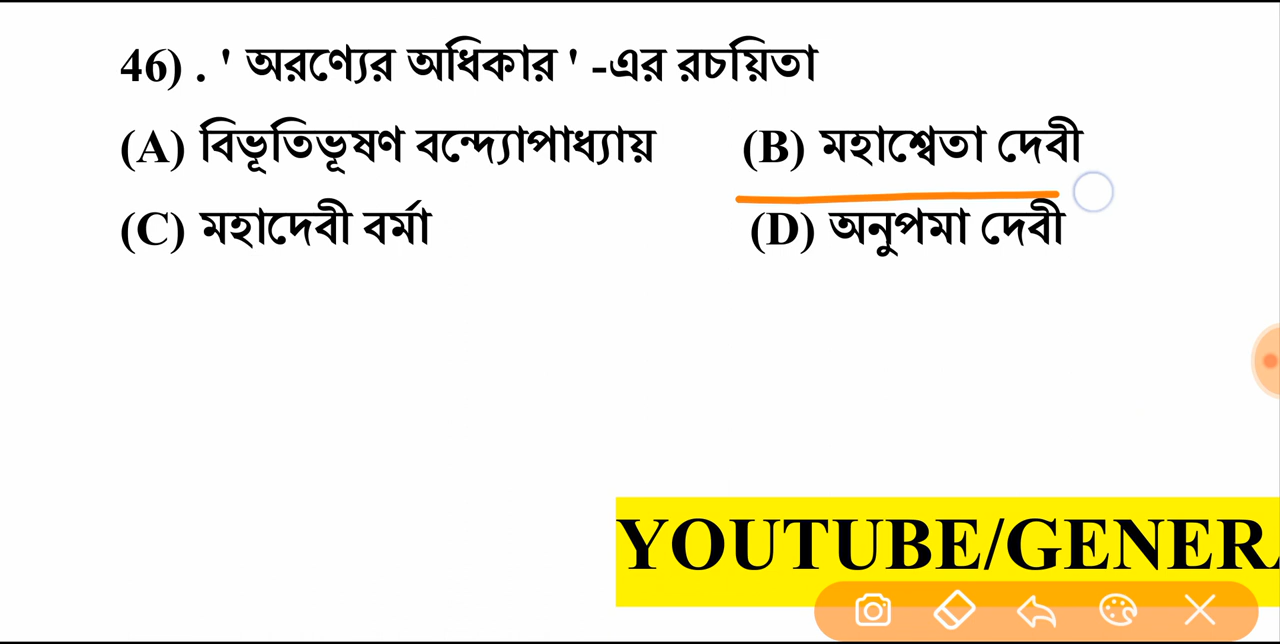 46) . ' অরণ্যের অধিকার ' -এর রচয়িতা
(A) বিভূতিভূষণ বন্দ্যোপাধ্যায় (B) মহাশ্বেতা দেবী
(C) মহাদেবী বর্মা (D) অনুপমা দেবী
YOUTUBE/GENER